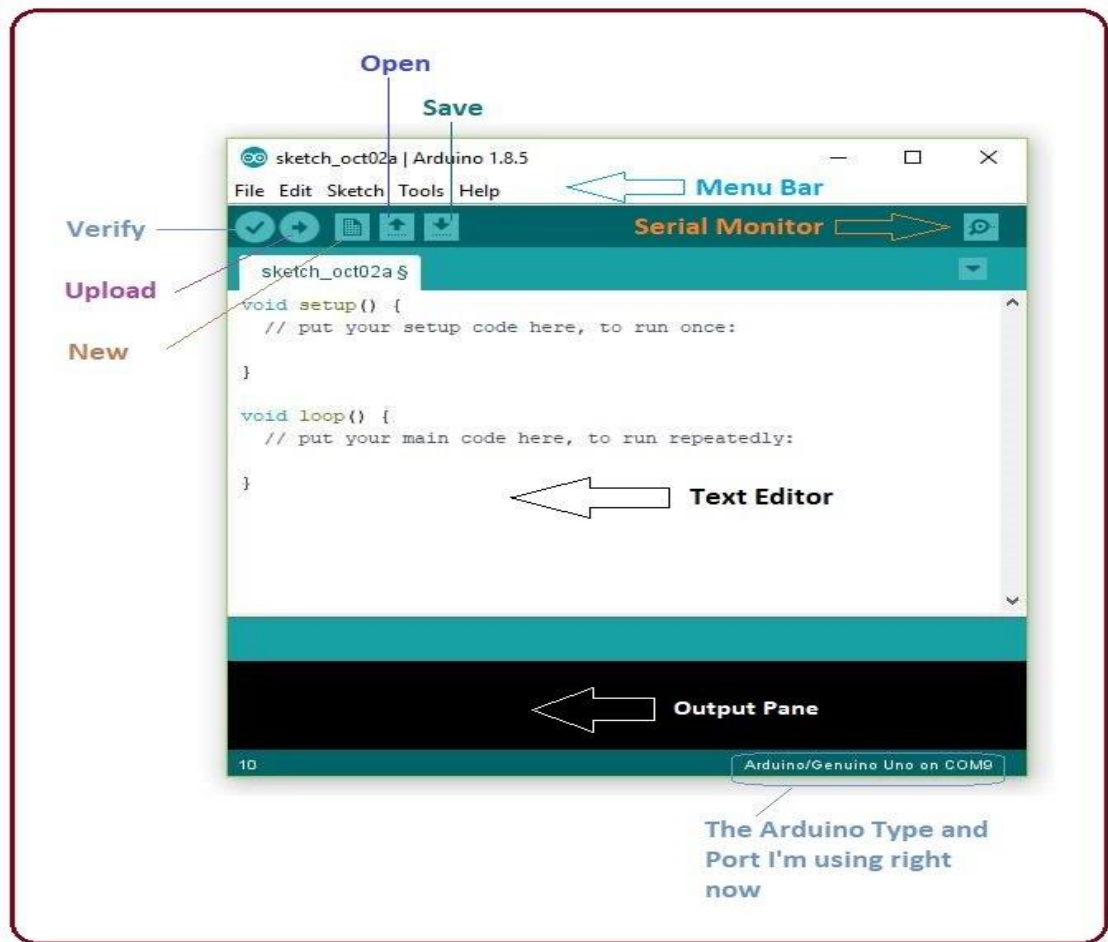 Open
Save
sketch_oct02a | Arduino 1.8.5
File Edit Sketch Tools Help
Menu Bar
Verify
Serial Monitor
Upload
sketch_oct02a §
New
void setup() {
// put your setup code here, to run once:
}
void loop() {
// put your main code here, to run repeatedly:
}
Text Editor
Output Pane
10
Arduino/Genuino Uno on COM9
The Arduino Type and
Port I'm using right
now